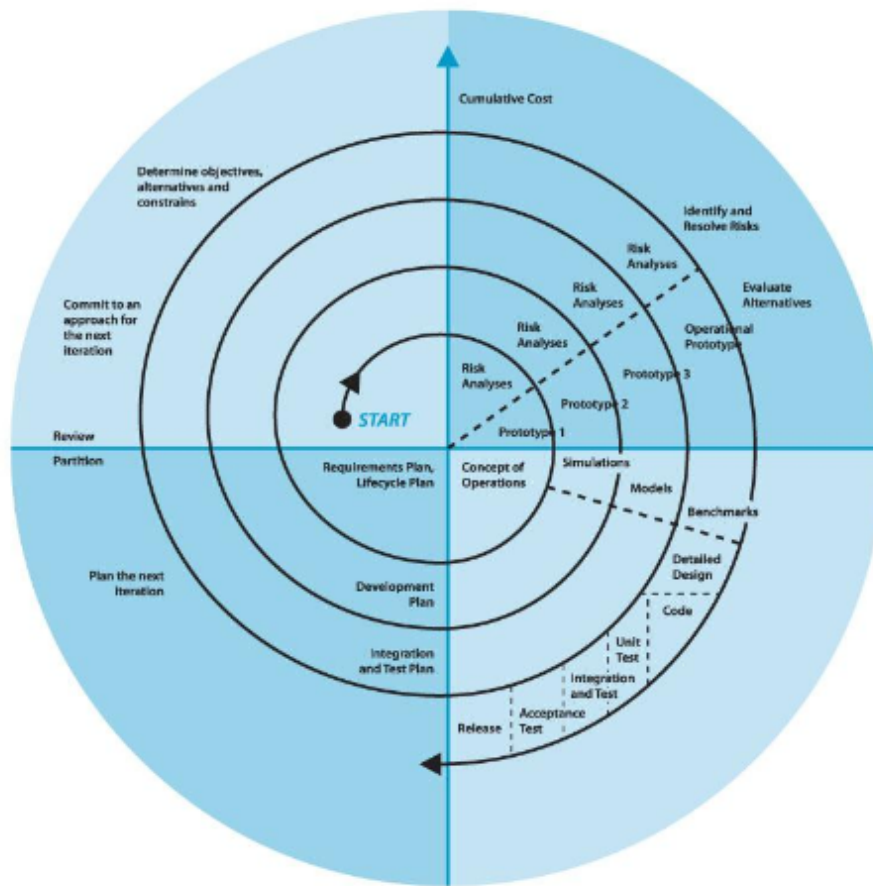 Cumulative Cost
Determine objectives,
alternatives and
constrains
Identify and
Resolve Risks
Commit to an
approach for
the next
iteration
Evaluate
Alternatives
Risk
Analyses
Risk
Analyses
Risk
Analyses
Risk
Analyses
Operational
Prototype
Prototype 3
Prototype 2
Prototype 1
START
Review
Partition
Requirements Plan,
Lifecycle Plan
Concept of
Operations
Simulations
Models
Benchmarks
Plan the next
iteration
Development
Plan
Integration
and Test Plan
Detailed
Design
Code
Unit
Test
Integration
and Test
Acceptance
Test
Release